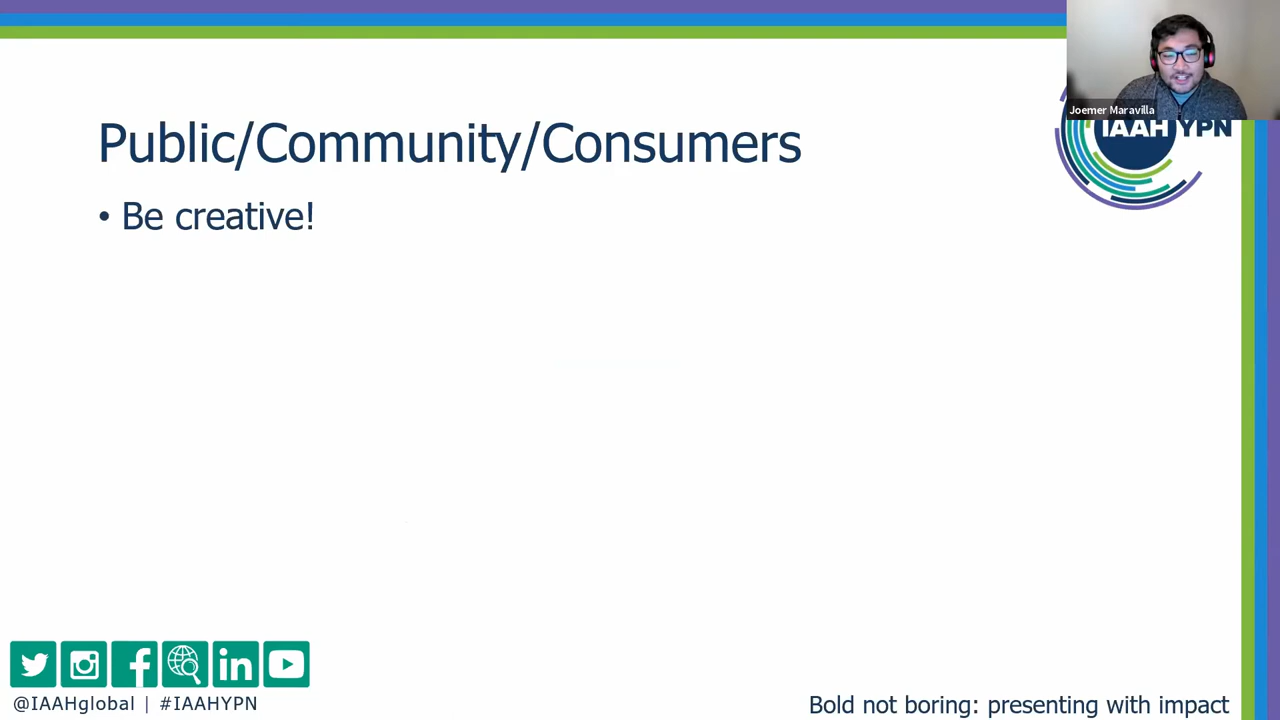 Joemer Maravilla
IAAH YPN
Public/Community/Consumers
• Be creative!
@IAAHglobal | #IAAHYPN
Bold not boring: presenting with impact